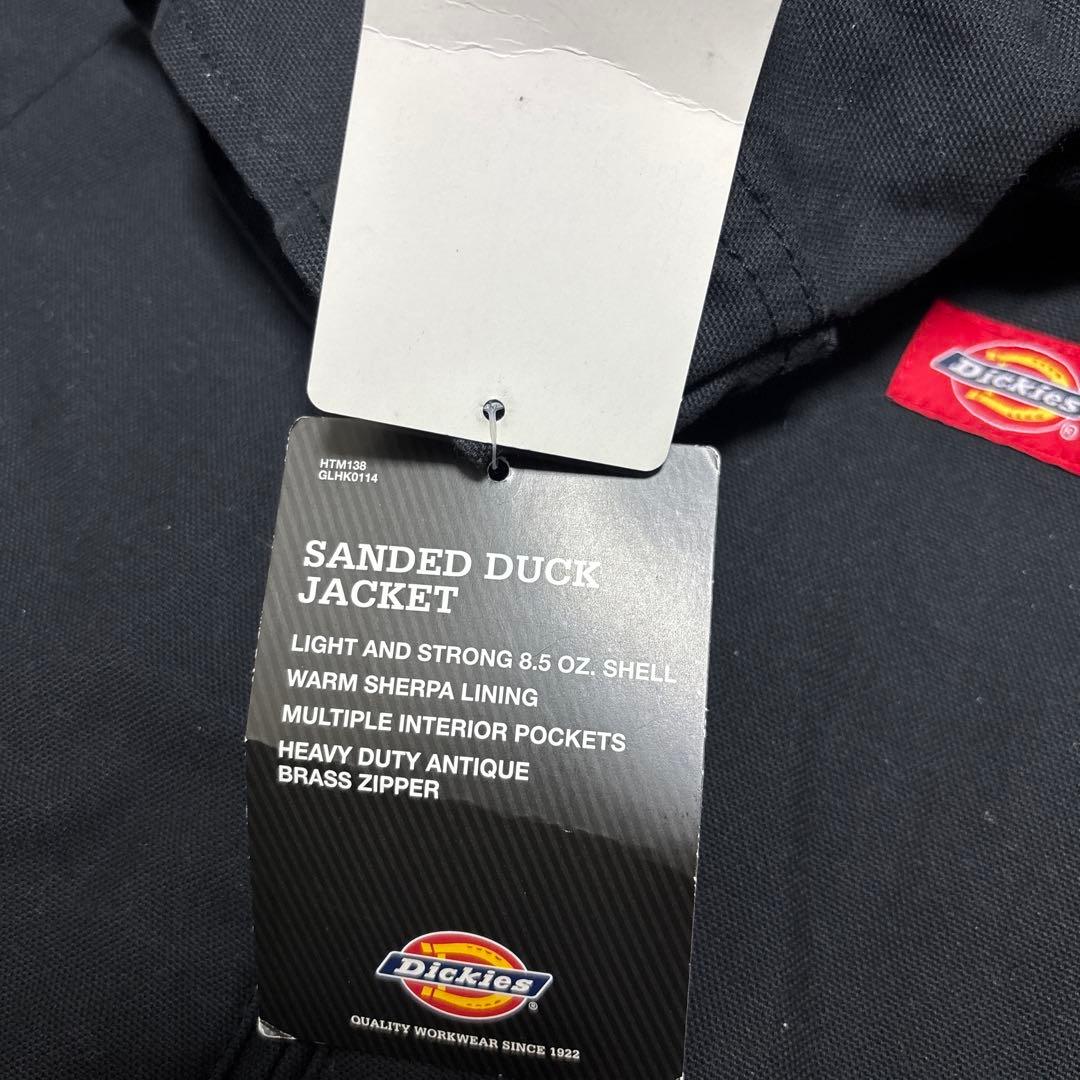 Dickies
®
HTM138
GLHK0114
SANDED DUCK
JACKET
LIGHT AND STRONG 8.5 OZ. SHELL
WARM SHERPA LINING
MULTIPLE INTERIOR POCKETS
HEAVY DUTY ANTIQUE
BRASS ZIPPER
Dickies
®
QUALITY WORKWEAR SINCE 1922